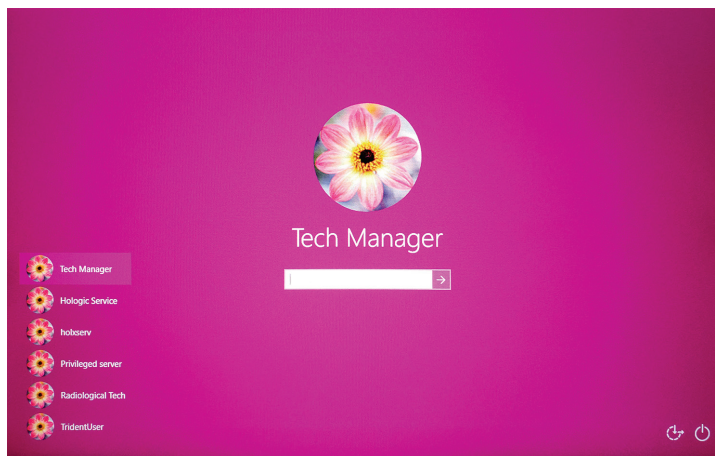 Tech Manager
Tech Manager
Hologic Service
holxserv
Privileged server
Radiological Tech
TridentUser